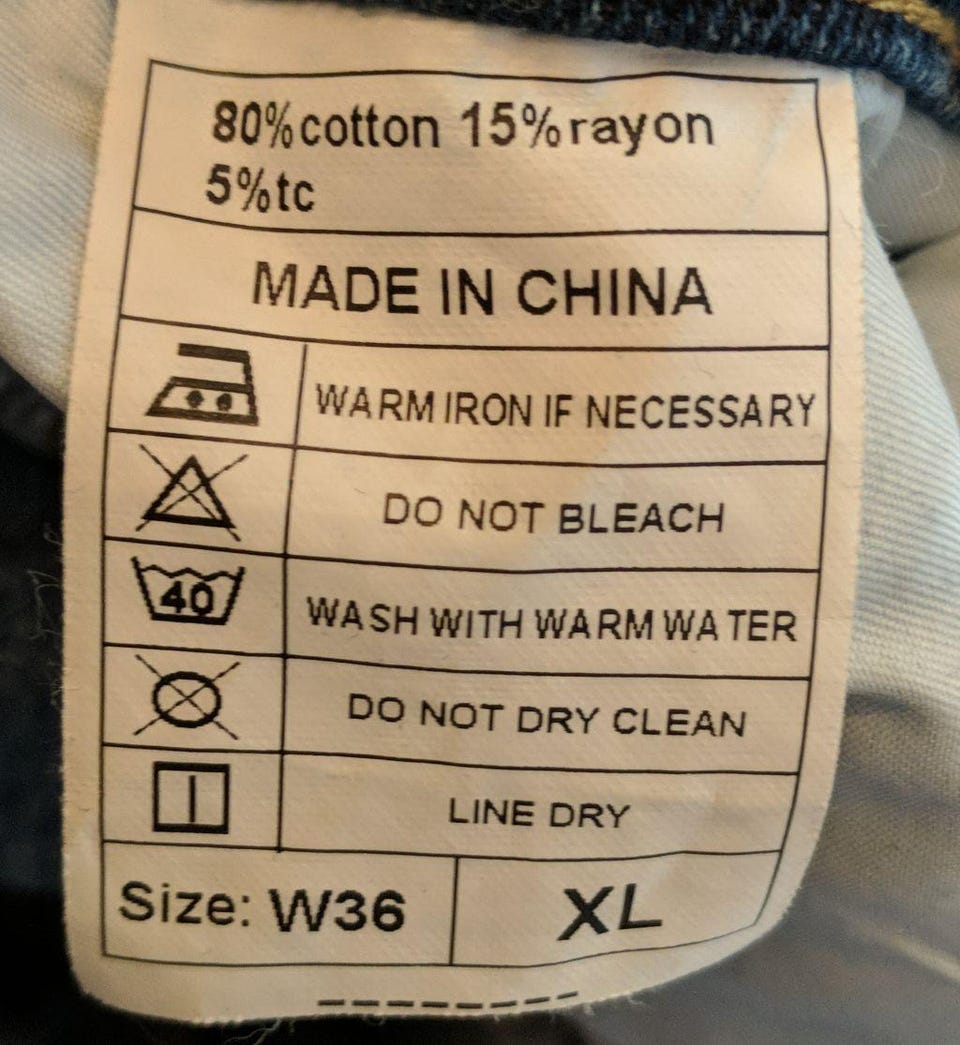 80%cotton 15%rayon
5%tc
MADE IN CHINA
WARM IRON IF NECESSARY
DO NOT BLEACH
40 WASH WITH WARM WATER
DO NOT DRY CLEAN
LINE DRY
Size: W36 XL